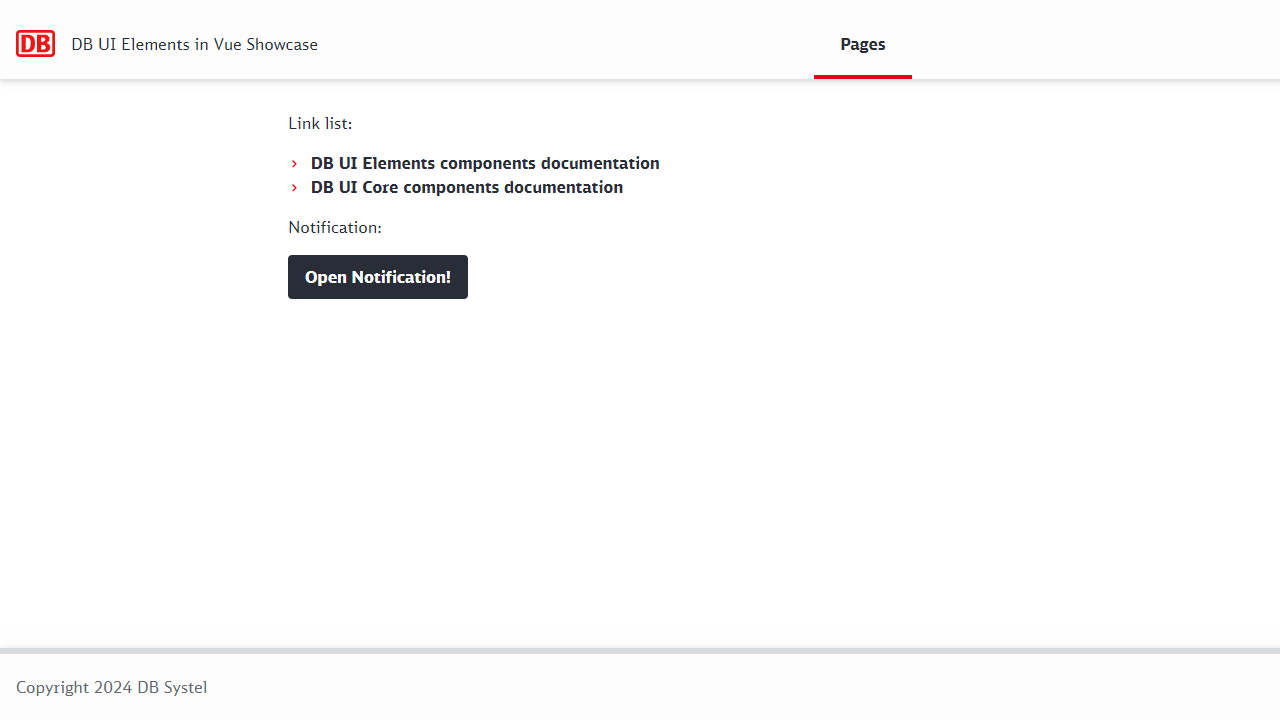 DB DB UI Elements in Vue Showcase
Pages
Link list:
DB UI Elements components documentation
DB UI Core components documentation
Notification:
Open Notification!
Copyright 2024 DB Systel